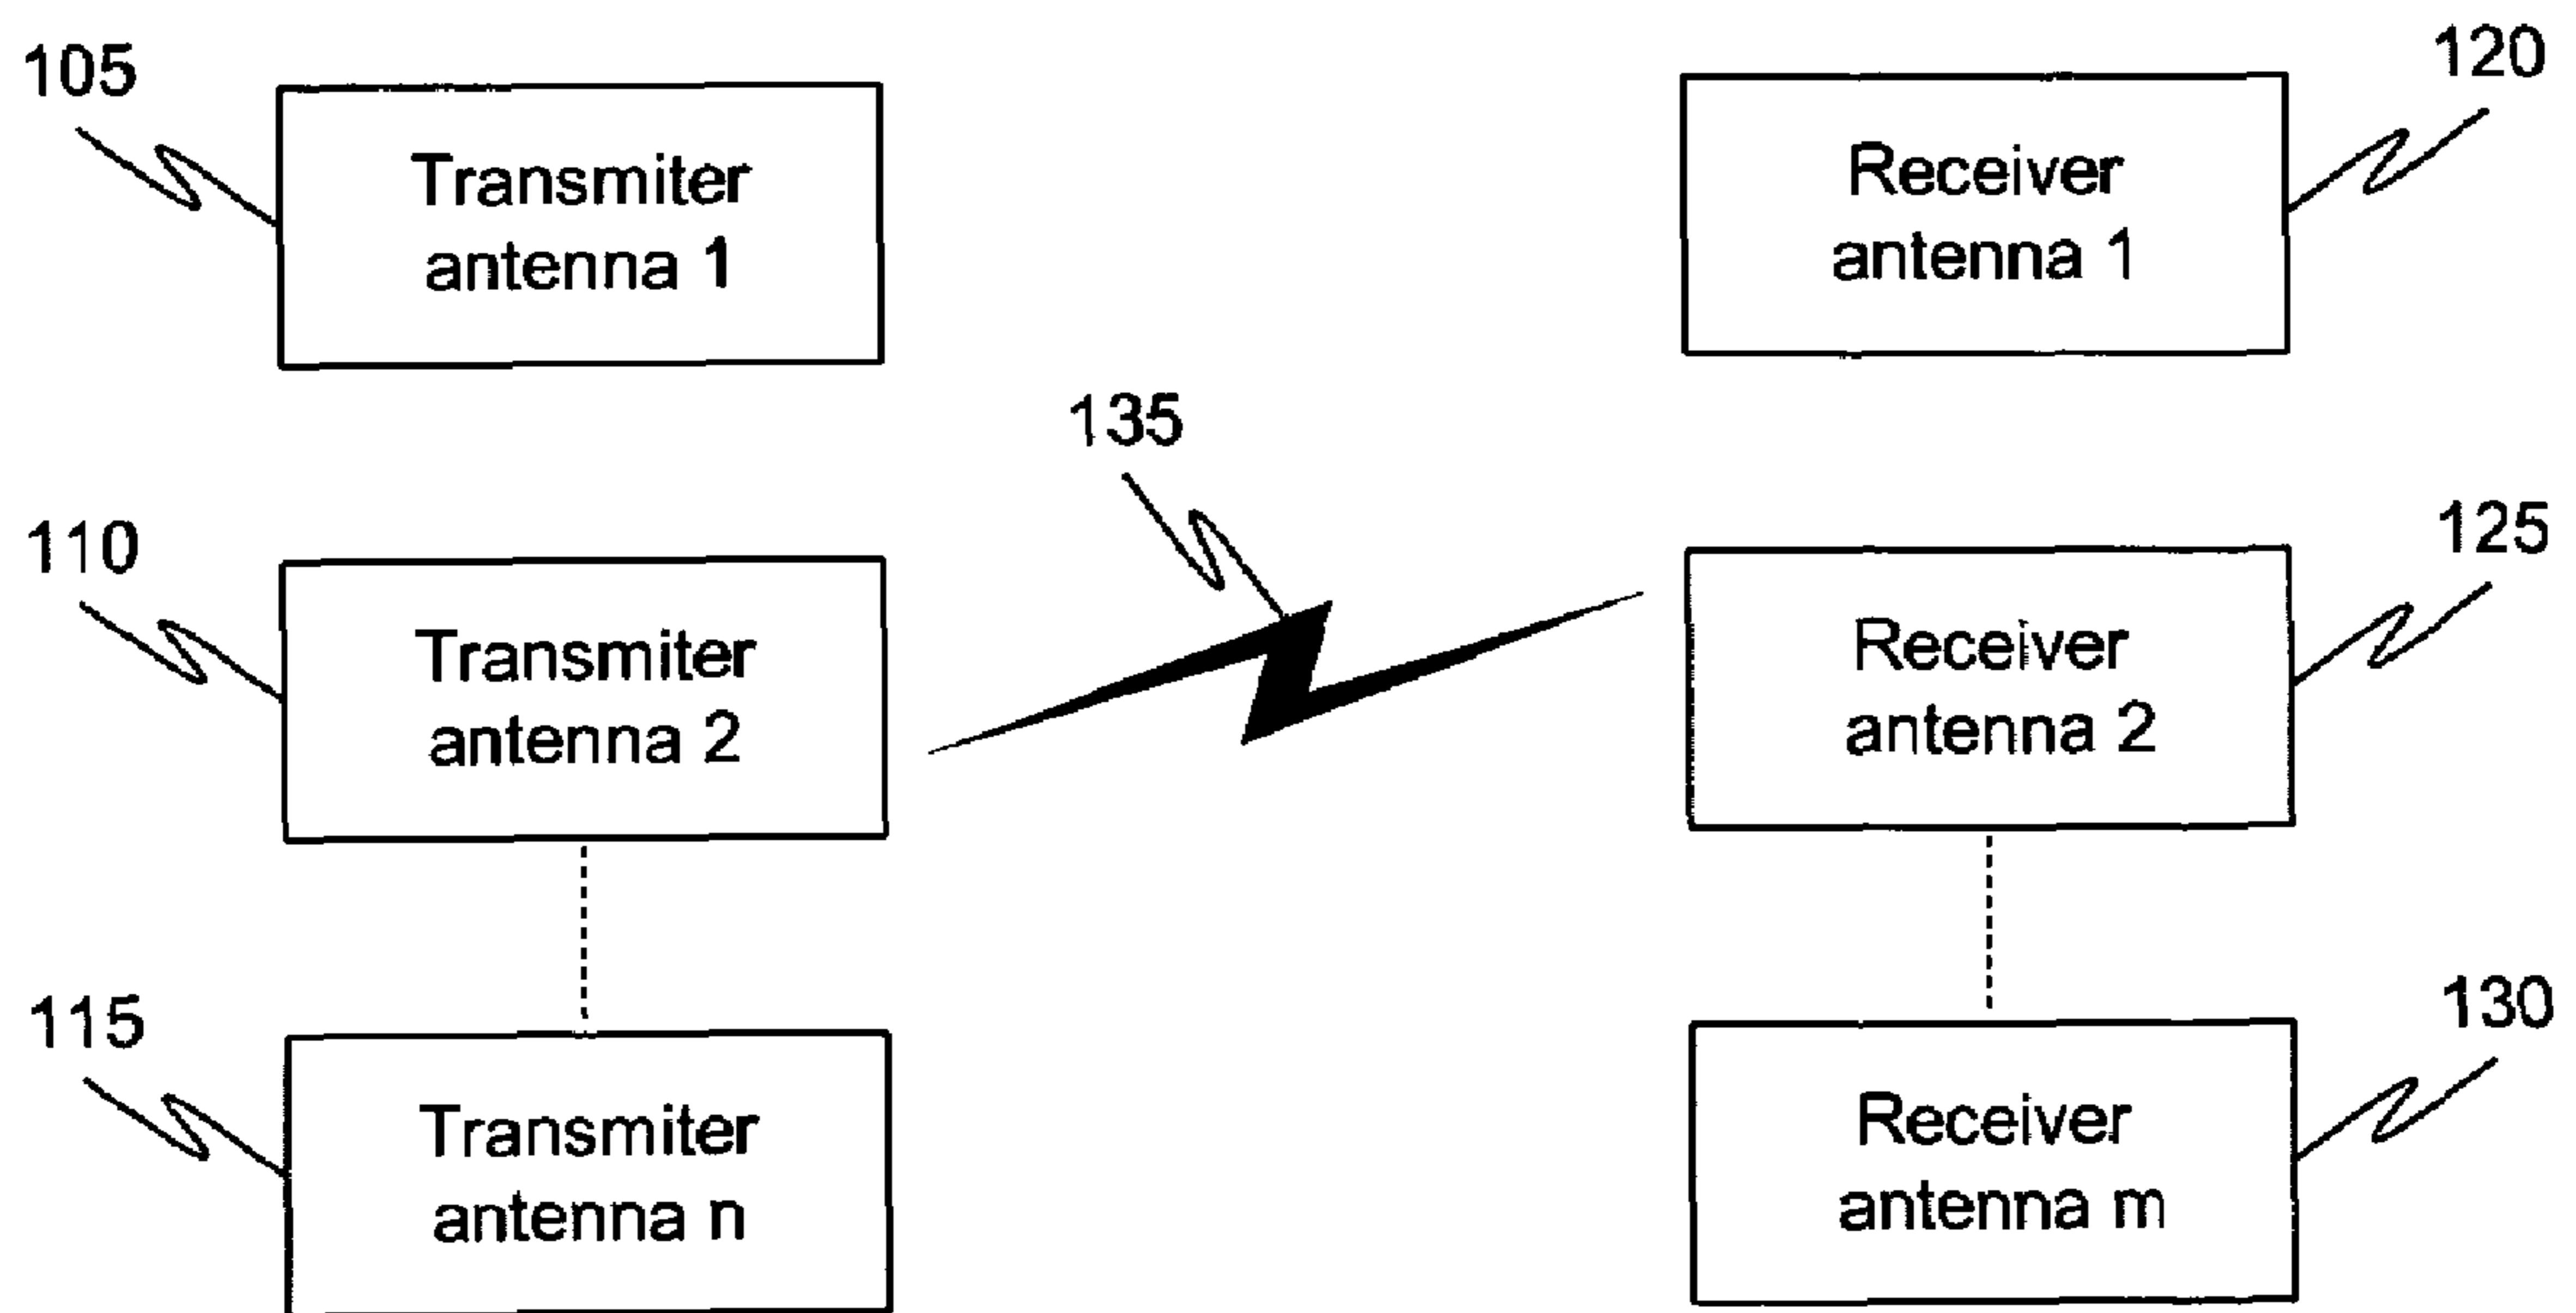 105
Transmiter
antenna 1
120
Receiver
antenna 1
135
110
Transmiter
antenna 2
125
Receiver
antenna 2
115
Transmiter
antenna n
130
Receiver
antenna m